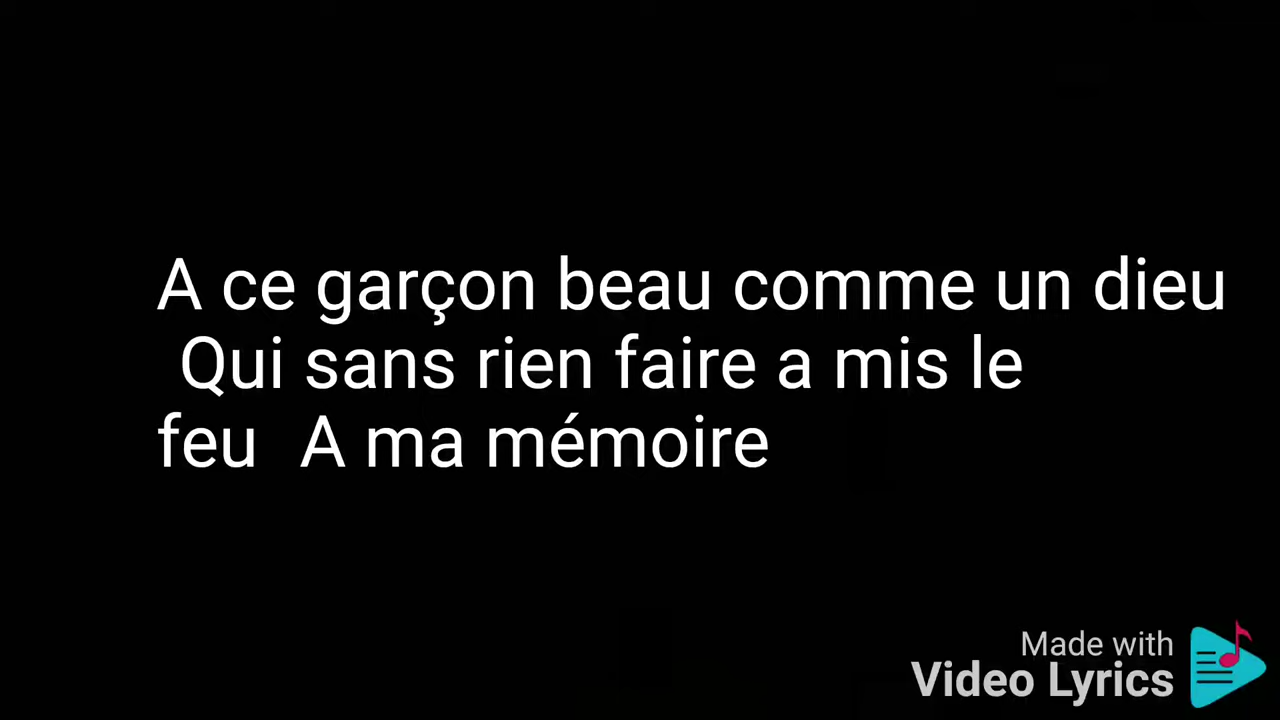 A ce garçon beau comme un dieu
Qui sans rien faire a mis le
feu A ma mémoire
Made with
Video Lyrics